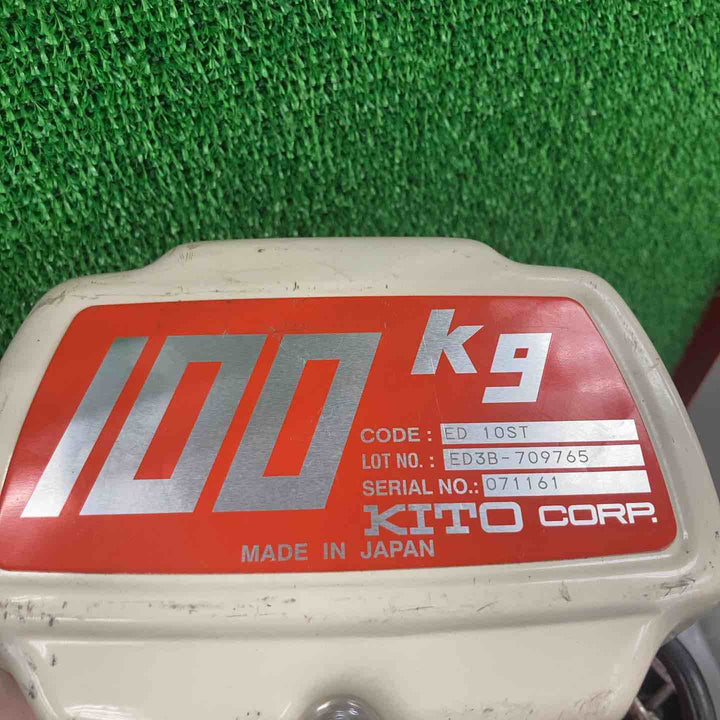 100 kg
CODE : ED 10ST
LOT NO. : ED3B-709765
SERIAL NO.: 071161
KITO CORP.
MADE IN JAPAN